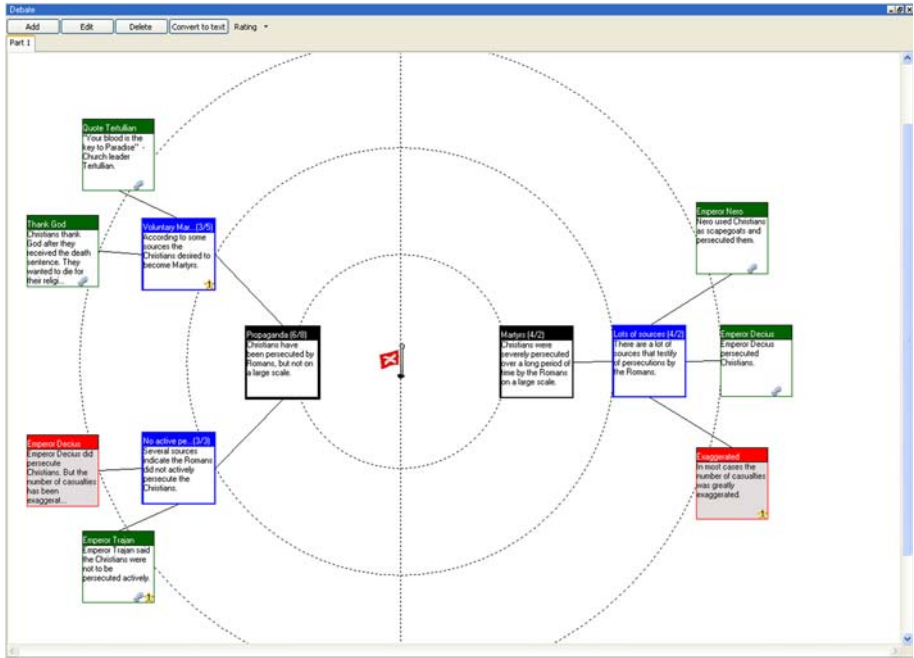 Debate
Add
Edit
Delete
Convert to text
Rating
Part 1
Quote Tertullian
"Your blood is the
key to Paradise" -
Church leader
Tertullian.
Thank God
Christians thank
God after they
received the death
sentence. They
wanted to die for
their religi...
Voluntary Mar...(3/5)
According to some
sources the
Christians desired to
become Martyrs.
1
Propaganda (6/8)
Christians have
been persecuted by
Romans, but not on
a large scale.
No active pe...(3/3)
Several sources
indicate the Romans
did not actively
persecute the
Christians.
Emperor Decius
Emperor Decius did
persecute
Christians. But the
number of casualties
has been
exaggerat...
Emperor Trajan
Emperor Trajan said
the Christians were
not to be
persecuted actively.
1
Martyrs (4/2)
Christians were
severely persecuted
over a long period of
time by the Romans
on a large scale.
Lots of sources (4/2)
There are a lot of
sources that testify
of persecutions by
the Romans.
Emperor Nero
Nero used Christians
as scapegoats and
persecuted them.
Emperor Decius
Emperor Decius
persecuted
Christians.
Exaggerated
In most cases the
number of casualties
was greatly
exaggerated.
1